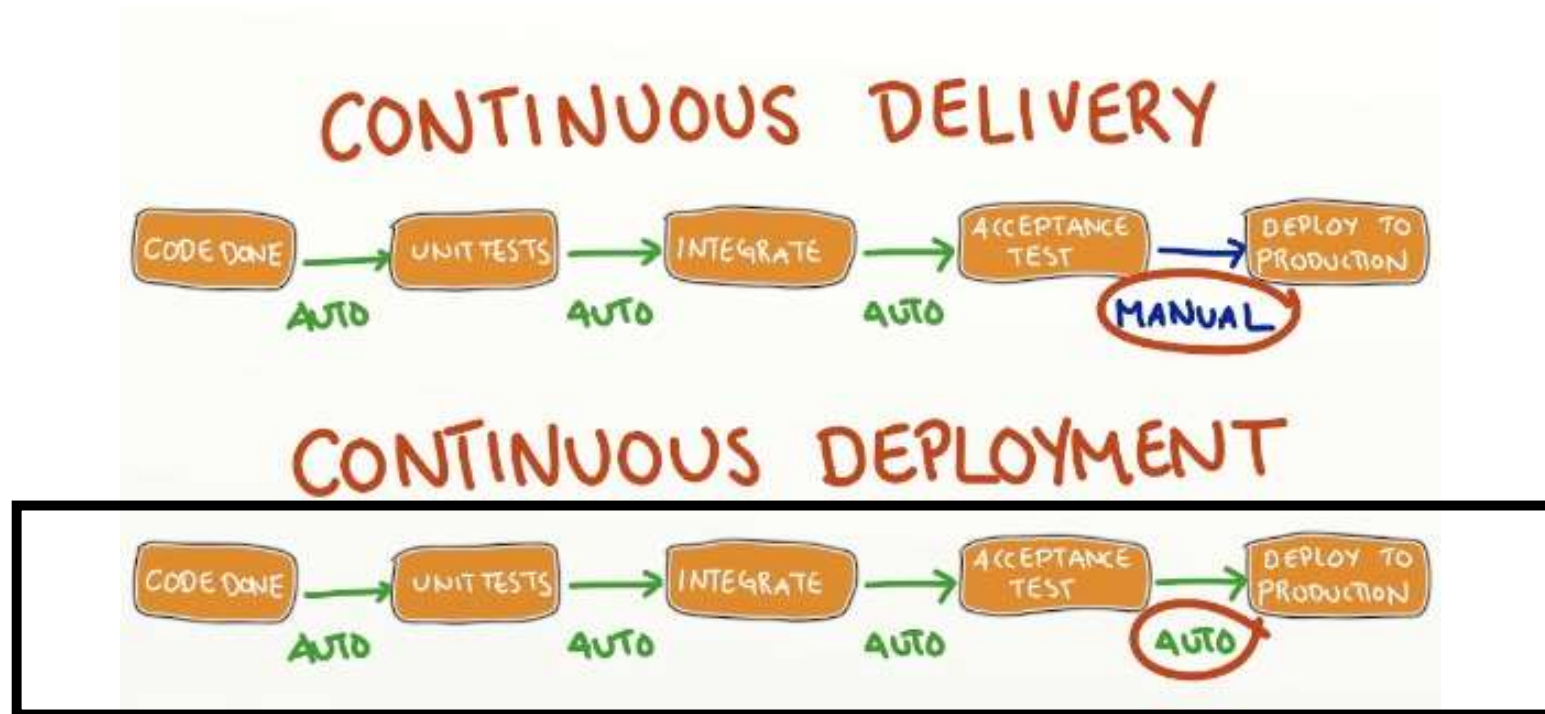 CONTINUOUS DELIVERY
CODE DONE
UNIT TESTS
INTEGRATE
ACCEPTANCE
TEST
DEPLOY TO
PRODUCTION
AUTO
AUTO
AUTO
MANUAL
CONTINUOUS DEPLOYMENT
CODE DONE
UNIT TESTS
INTEGRATE
ACCEPTANCE
TEST
DEPLOY TO
PRODUCTION
AUTO
AUTO
AUTO
AUTO